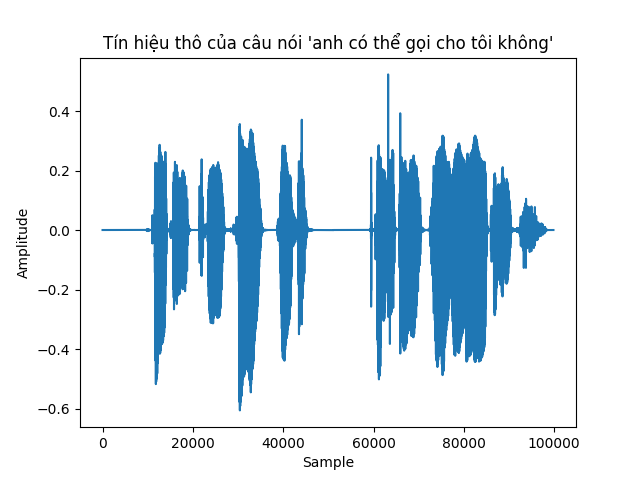 Tín hiệu thô của câu nói 'anh có thể gọi cho tôi không'
0.4
0.2
0.0
−0.2
−0.4
−0.6
Amplitude
0 20000 40000 60000 80000 100000
Sample